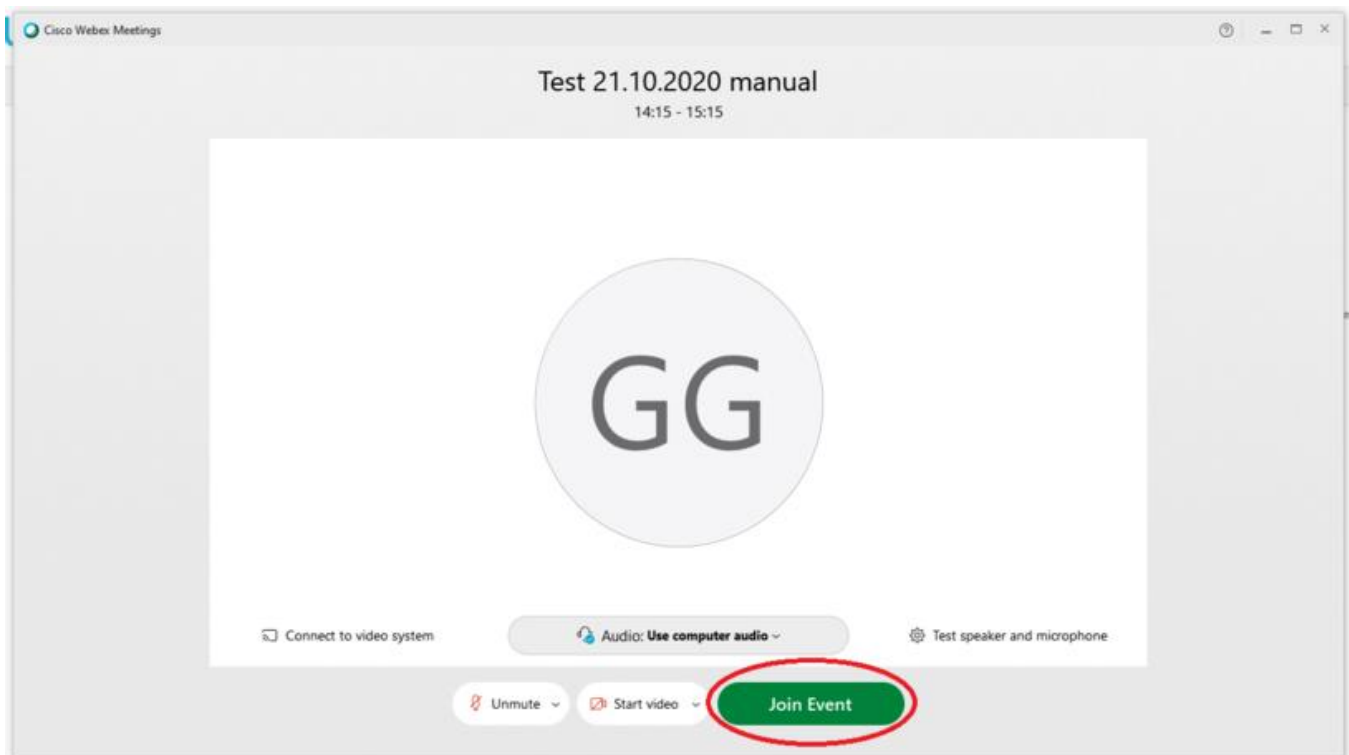 Cisco Webex Meetings
Test 21.10.2020 manual
14:15 - 15:15
GG
Connect to video system
Audio: Use computer audio
Test speaker and microphone
Unmute
Start video
Join Event